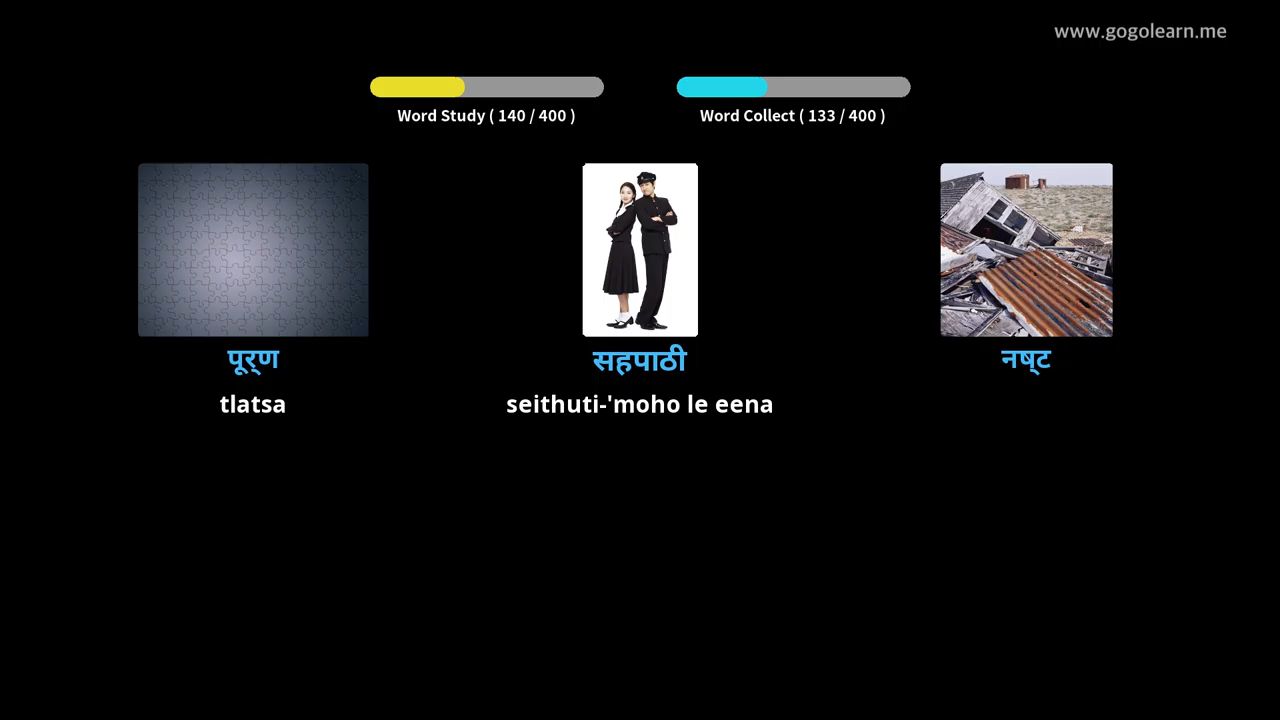 www.gogolearn.me
Word Study ( 140 / 400 )
Word Collect ( 133 / 400 )
पूर्ण
सहपाठी
नष्ट
tlatsa
seithuti-'moho le eena